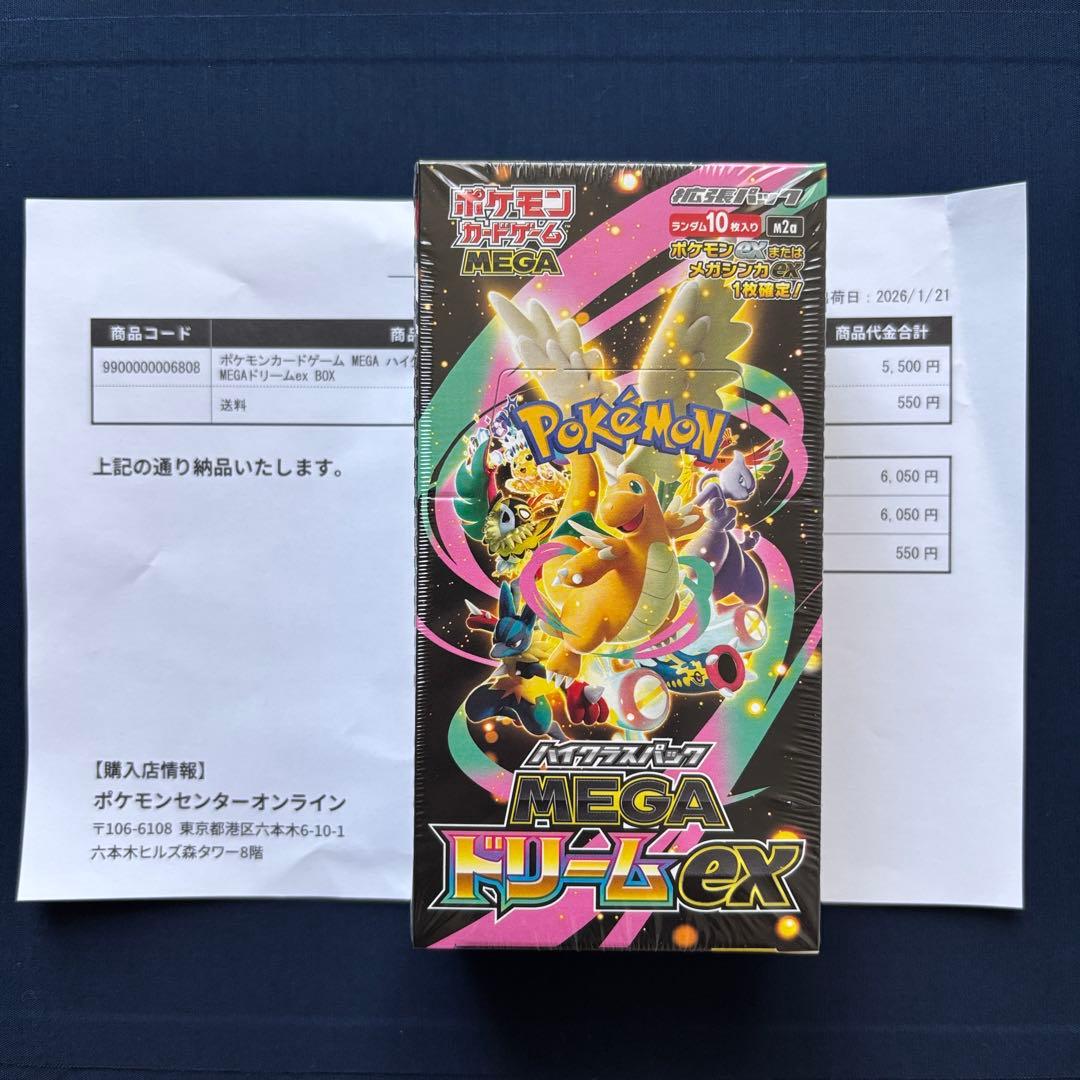 出荷日：2026/1/21
商品コード
商品代金合計
9900000006808
ポケモンカードゲーム MEGA ハイ
MEGAドリームex BOX
5,500 円
送料
550 円
上記の通り納品いたします。
6,050 円
6,050 円
550 円
【購入店情報】
ポケモンセンターオンライン
〒106-6108 東京都港区六本木6-10-1
六本木ヒルズ森タワー8階
ポケモン
カードゲーム
MEGA
拡張パック
ランダム10枚入り
M2a
ポケモンexまたは
メガシンカex
1枚確定!
POKÉMON
TM
ハイクラスパック
MEGA
ドリームex